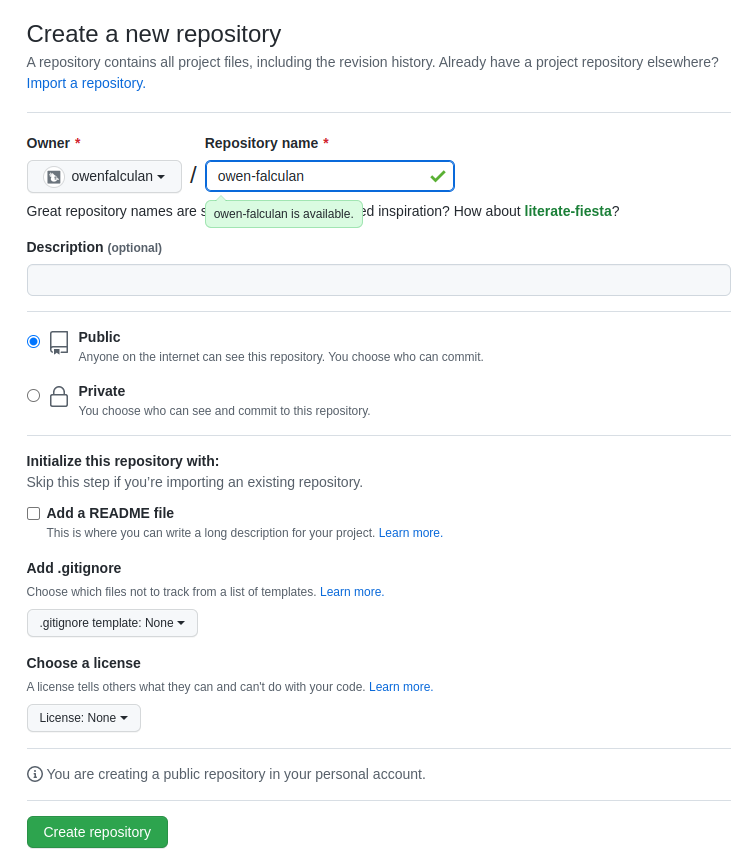 Create a new repository
A repository contains all project files, including the revision history. Already have a project repository elsewhere?
Import a repository.
Owner *
Repository name *
owenfalculan / owen-falculan
Great repository names are ed inspiration? How about literate-fiesta?
owen-falculan is available.
Description (optional)
Public
Anyone on the internet can see this repository. You choose who can commit.
Private
You choose who can see and commit to this repository.
Initialize this repository with:
Skip this step if you’re importing an existing repository.
Add a README file
This is where you can write a long description for your project. Learn more.
Add .gitignore
Choose which files not to track from a list of templates. Learn more.
.gitignore template: None
Choose a license
A license tells others what they can and can't do with your code. Learn more.
License: None
You are creating a public repository in your personal account.
Create repository